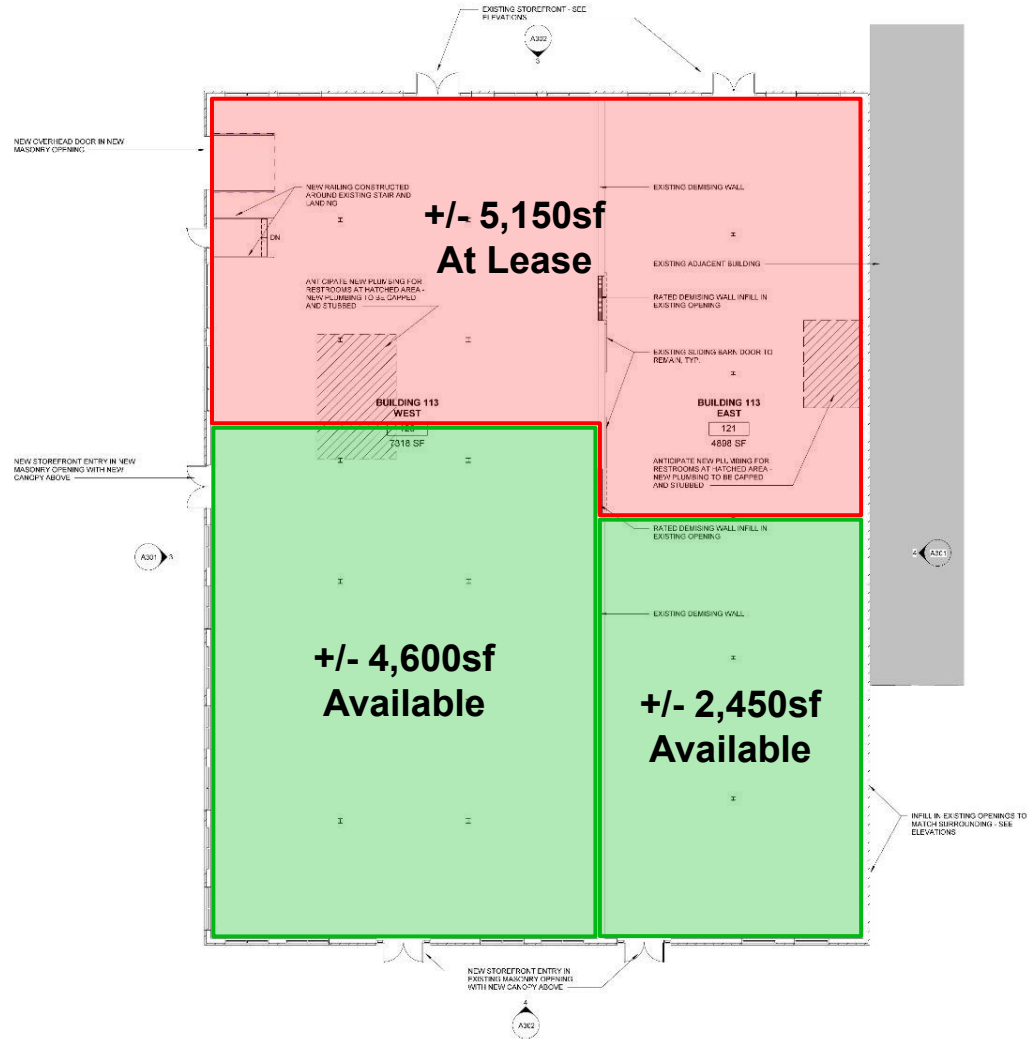 EXISTING STOREFRONT - SEE
ELEVATIONS
A302
3
NEW OVERHEAD DOOR IN NEW
MASONRY OPENING
NEW RAILING CONSTRUCTED
AROUND EXISTING STAIR AND
LANDING
DN
+/- 5,150sf
At Lease
EXISTING DEMISING WALL
EXISTING ADJACENT BUILDING
ANTICIPATE NEW PLUMBING FOR
RESTROOMS AT HATCHED AREA -
NEW PLUMBING TO BE CAPPED
AND STUBBED
RATED DEMISING WALL INFILL IN
EXISTING OPENING
EXISTING SLIDING BARN DOOR TO
REMAIN, TYP.
BUILDING 113
WEST
7318 SF
BUILDING 113
EAST
121
4898 SF
NEW STOREFRONT ENTRY IN NEW
MASONRY OPENING WITH NEW
CANOPY ABOVE
ANTICIPATE NEW PLUMBING FOR
RESTROOMS AT HATCHED AREA -
NEW PLUMBING TO BE CAPPED
AND STUBBED
RATED DEMISING WALL INFILL IN
EXISTING OPENING
A301
3
4
A301
EXISTING DEMISING WALL
+/- 4,600sf
Available
+/- 2,450sf
Available
INFILL IN EXISTING OPENINGS TO
MATCH SURROUNDING - SEE
ELEVATIONS
NEW STOREFRONT ENTRY IN
EXISTING MASONRY OPENING
WITH NEW CANOPY ABOVE
4
A302